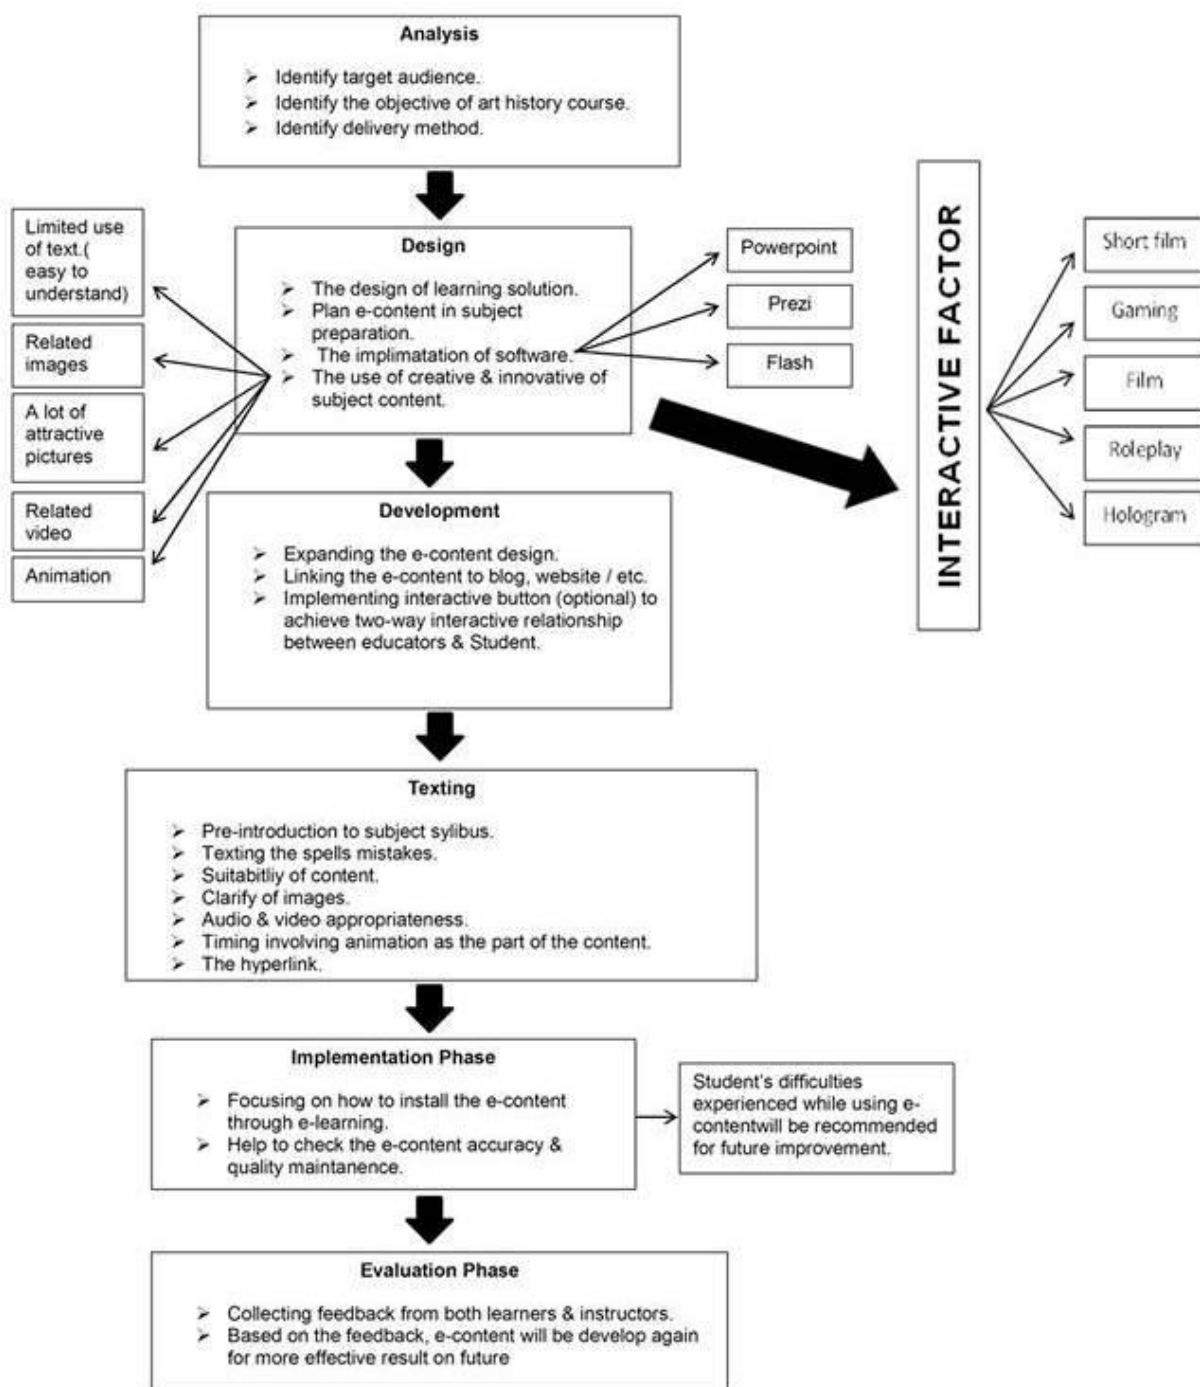 Analysis
➢ Identify target audience.
➢ Identify the objective of art history course.
➢ Identify delivery method.
Limited use
of text.(
easy to
understand)
Related
images
A lot of
attractive
pictures
Related
video
Animation
Design
➢ The design of learning solution.
➢ Plan e-content in subject
preparation.
➢ The implimatation of software.
➢ The use of creative & innovative of
subject content.
Powerpoint
Prezi
Flash
INTERACTIVE FACTOR
Short film
Gaming
Film
Roleplay
Hologram
Development
➢ Expanding the e-content design.
➢ Linking the e-content to blog, website / etc.
➢ Implementing interactive button (optional) to
achieve two-way interactive relationship
between educators & Student.
Texting
➢ Pre-introduction to subject sylibus.
➢ Texting the spells mistakes.
➢ Suitabitliy of content.
➢ Clarify of images.
➢ Audio & video appropriateness.
➢ Timing involving animation as the part of the content.
➢ The hyperlink.
Implementation Phase
➢ Focusing on how to install the e-content
through e-learning.
➢ Help to check the e-content accuracy &
quality maintanence.
Student's difficulties
experienced while using e-
contentwill be recommended
for future improvement.
Evaluation Phase
➢ Collecting feedback from both learners & instructors.
➢ Based on the feedback, e-content will be develop again
for more effective result on future